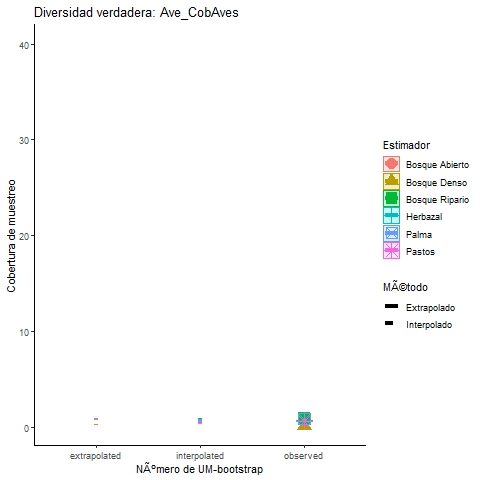 Diversidad verdadera: Ave_CobAves
Cobertura de muestreo
40
30
20
10
0
extrapolated
interpolated
observed
NÃºmero de UM-bootstrap
Estimador
Bosque Abierto
Bosque Denso
Bosque Ripario
Herbazal
Palma
Pastos
MÃ©todo
Extrapolado
Interpolado